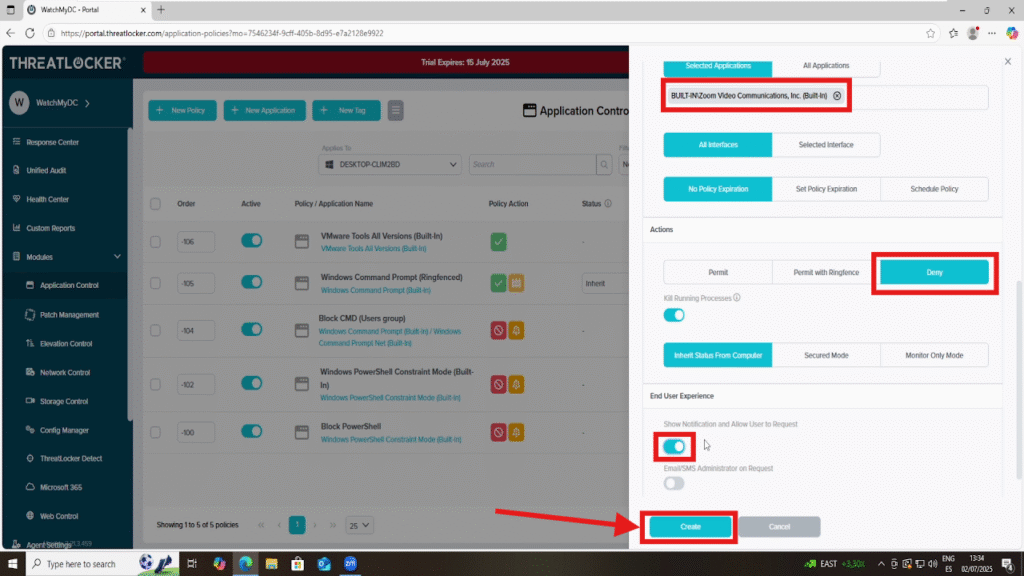 WatchMyDC - Portal
https://portal.threatlocker.com/application-policies?mo=7546234f-9cff-405b-8d95-e7a2128e9922
THREATLOCKER
Trial Expires: 15 July 2025
W
WatchMyDC
Response Center
Unified Audit
Health Center
Custom Reports
Modules
Application Control
Patch Management
Elevation Control
Network Control
Storage Control
Config Manager
ThreatLocker Detect
Microsoft 365
Web Control
Agent Settings
+ New Policy
+ New Application
+ New Tag
Application Contro
Applies To
DESKTOP-CLIM2BD
Search
Order
Active
Policy / Application Name
Policy Action
Status
-106
VMware Tools All Versions (Built-In)
VMware Tools All Versions (Built-In)
-
-105
Windows Command Prompt (Ringfenced)
Windows Command Prompt (Built-In)
Inherit
-104
Block CMD (Users group)
Windows Command Prompt (Built-In) / Windows
Command Prompt Net (Built-In)
-
-102
Windows PowerShell Constraint Mode (Built-
In)
Windows PowerShell Constraint Mode (Built-In)
-
-100
Block PowerShell
Windows PowerShell Constraint Mode (Built-In)
-
Showing 1 to 5 of 5 policies
1
25
Selected Applications
All Applications
BUILT-IN\Zoom Video Communications, Inc. (Built-In)
All Interfaces
Selected Interface
No Policy Expiration
Set Policy Expiration
Schedule Policy
Actions
Permit
Permit with Ringfence
Deny
Kill Running Processes
Inherit Status From Computer
Secured Mode
Monitor Only Mode
End User Experience
Show Notification and Allow User to Request
Email/SMS Administrator on Request
Create
Cancel
Type here to search
zm
EAST +3,30%
ENG
ES
13:34
02/07/2025
4